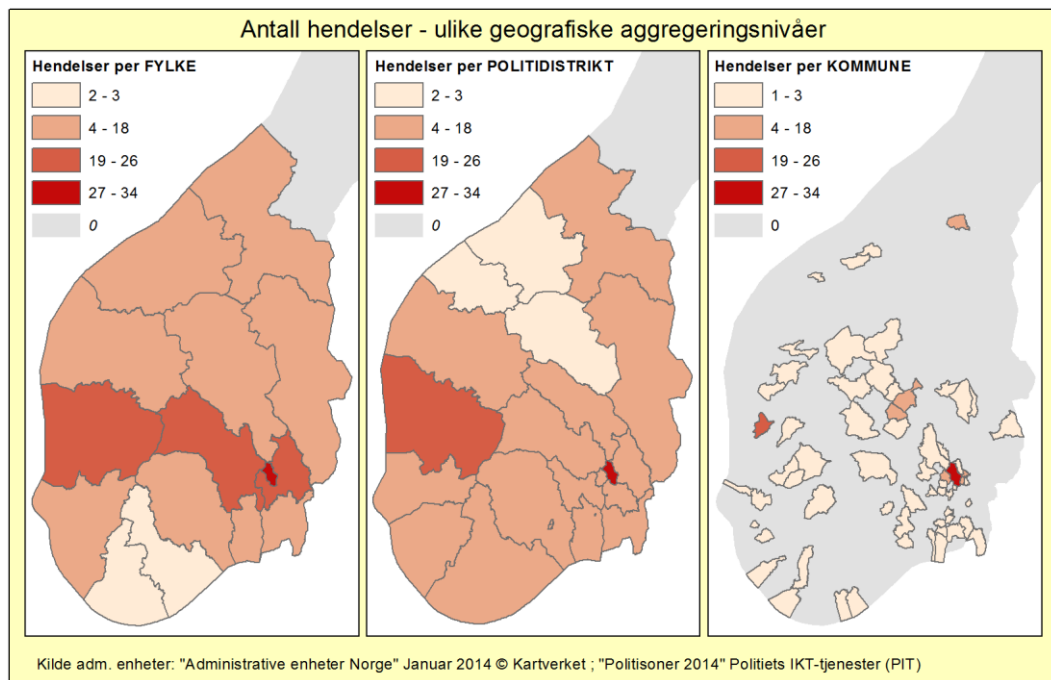 Antall hendelser - ulike geografiske aggregeringsnivåer
Hendelser per FYLKE
2 - 3
4 - 18
19 - 26
27 - 34
0
Hendelser per POLITIDISTRIKT
2 - 3
4 - 18
19 - 26
27 - 34
0
Hendelser per KOMMUNE
1 - 3
4 - 18
19 - 26
27 - 34
0
Kilde adm. enheter: "Administrative enheter Norge" Januar 2014 © Kartverket ; "Politisoner 2014" Politiets IKT-tjenester (PIT)